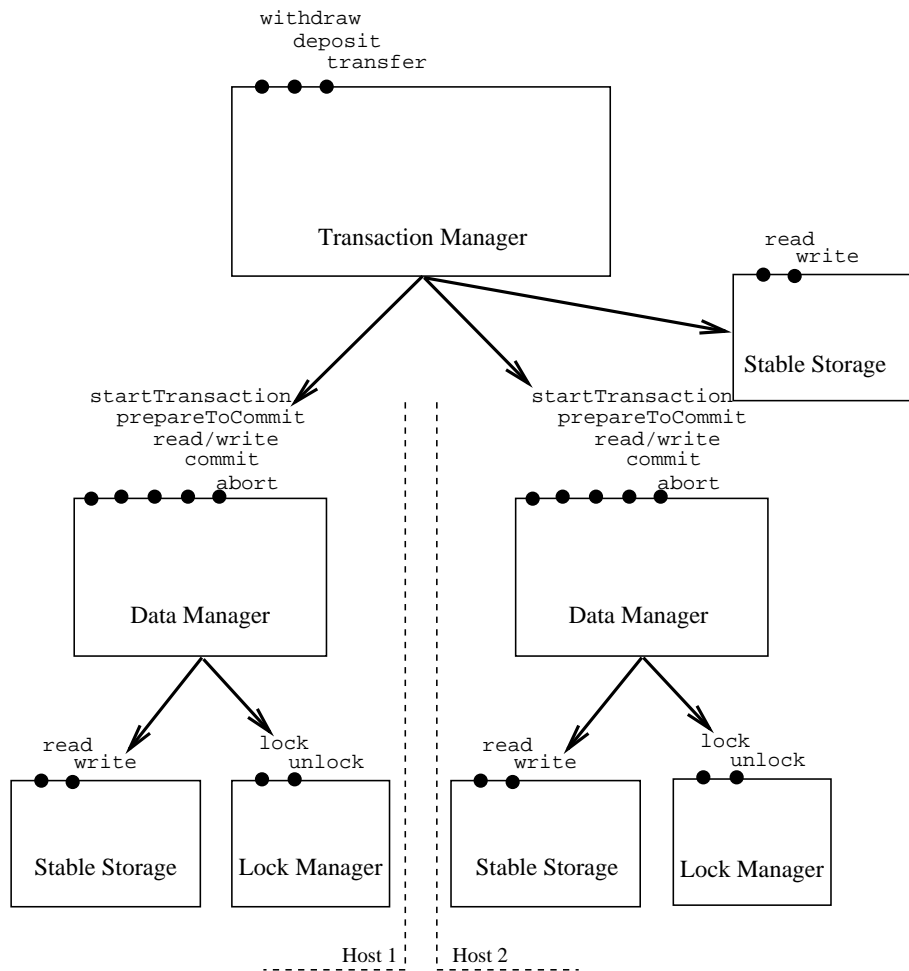 withdraw
deposit
transfer
Transaction Manager
read
write
Stable Storage
startTransaction
prepareToCommit
read/write
commit
abort
Data Manager
startTransaction
prepareToCommit
read/write
commit
abort
Data Manager
read
write
Stable Storage
lock
unlock
Lock Manager
read
write
Stable Storage
lock
unlock
Lock Manager
Host 1
Host 2